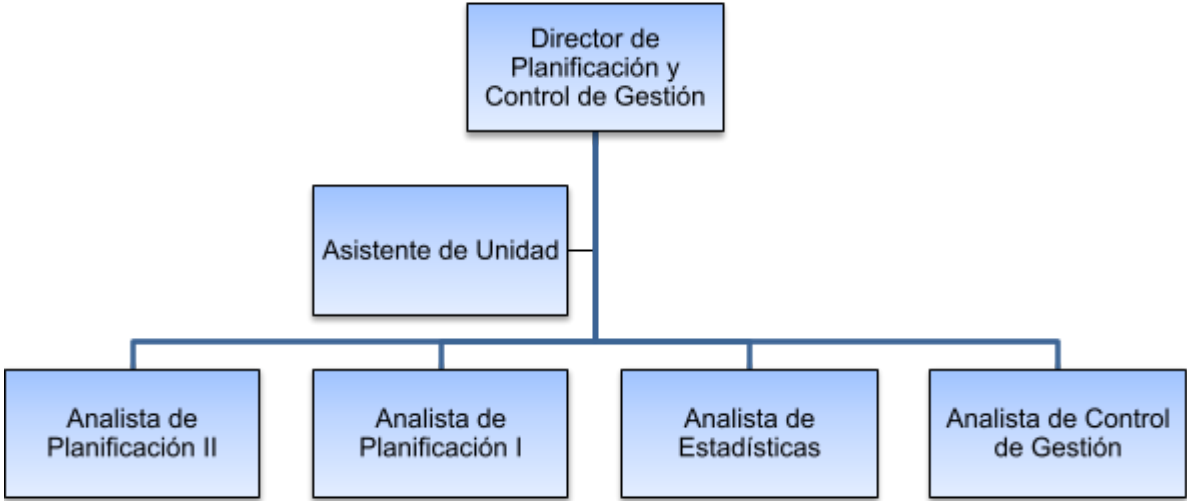 Director de
Planificación y
Control de Gestión
Asistente de Unidad
Analista de
Planificación II
Analista de
Planificación I
Analista de
Estadísticas
Analista de Control
de Gestión